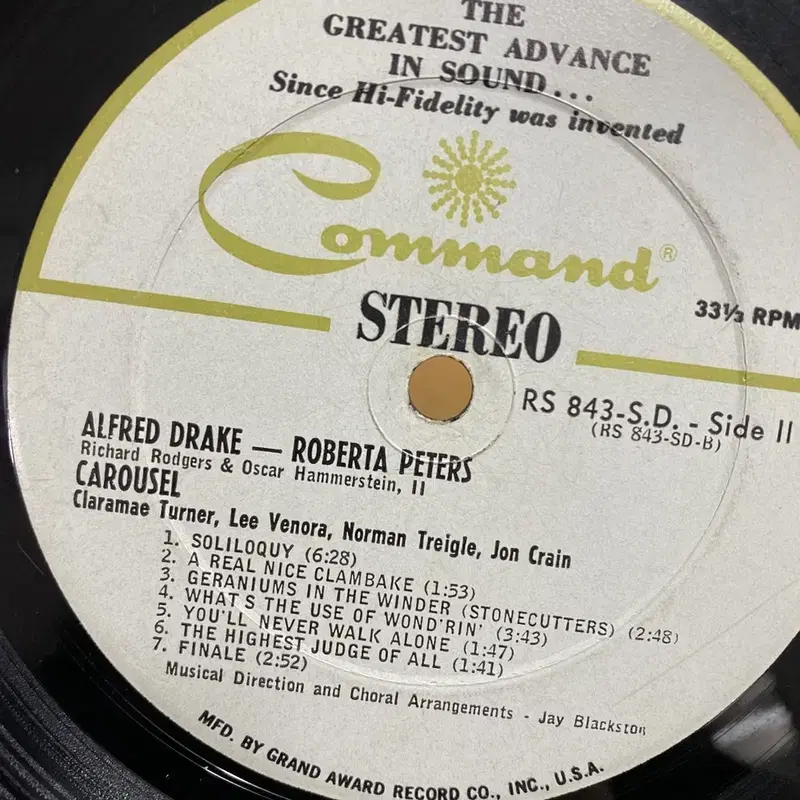 THE
GREATEST ADVANCE
IN SOUND...
Since Hi-Fidelity was invented
Command®
STEREO
33⅓ RPM
RS 843-S.D. - Side II
(RS 843-SD-B)
ALFRED DRAKE — ROBERTA PETERS
Richard Rodgers & Oscar Hammerstein, II
CAROUSEL
Claramae Turner, Lee Venora, Norman Treigle, Jon Crain
1. SOLILOQUY (6:28)
2. A REAL NICE CLAMBAKE (1:53)
3. GERANIUMS IN THE WINDER (STONECUTTERS) (2:48)
4. WHAT'S THE USE OF WOND'RIN' (3:43)
5. YOU'LL NEVER WALK ALONE (1:47)
6. THE HIGHEST JUDGE OF ALL (1:41)
7. FINALE (2:52)
Musical Direction and Choral Arrangements - Jay Blackston
MFD. BY GRAND AWARD RECORD CO., INC., U.S.A.